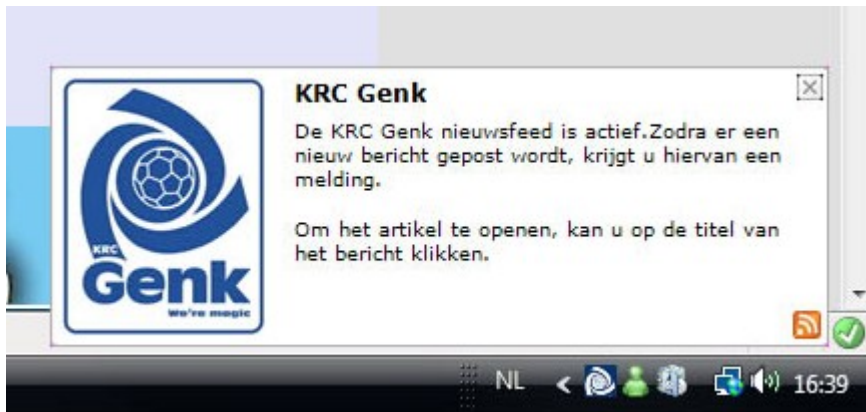 KRC Genk
De KRC Genk nieuwsfeed is actief.Zodra er een
nieuw bericht gepost wordt, krijgt u hiervan een
melding.
Om het artikel te openen, kan u op de titel van
het bericht klikken.
KRC
Genk
We're magic
NL
16:39